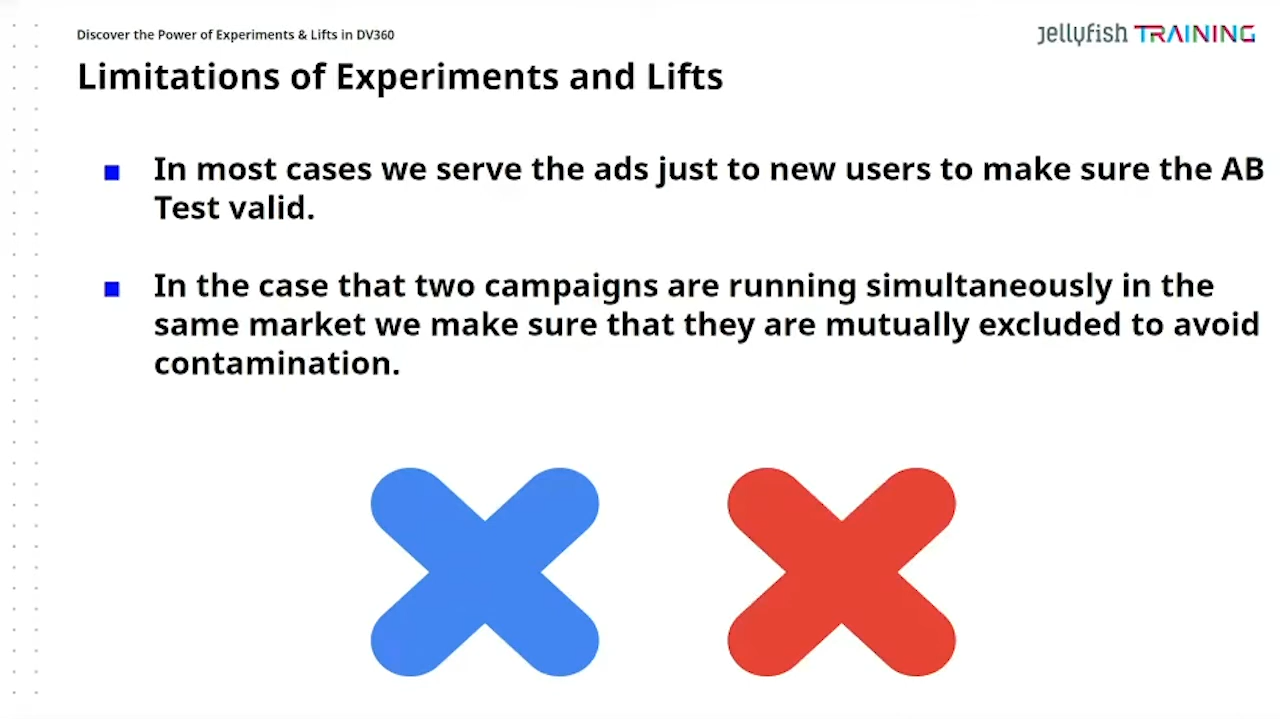 Discover the Power of Experiments & Lifts in DV360
jellyfish TRAINING
Limitations of Experiments and Lifts
In most cases we serve the ads just to new users to make sure the AB
Test valid.
In the case that two campaigns are running simultaneously in the
same market we make sure that they are mutually excluded to avoid
contamination.